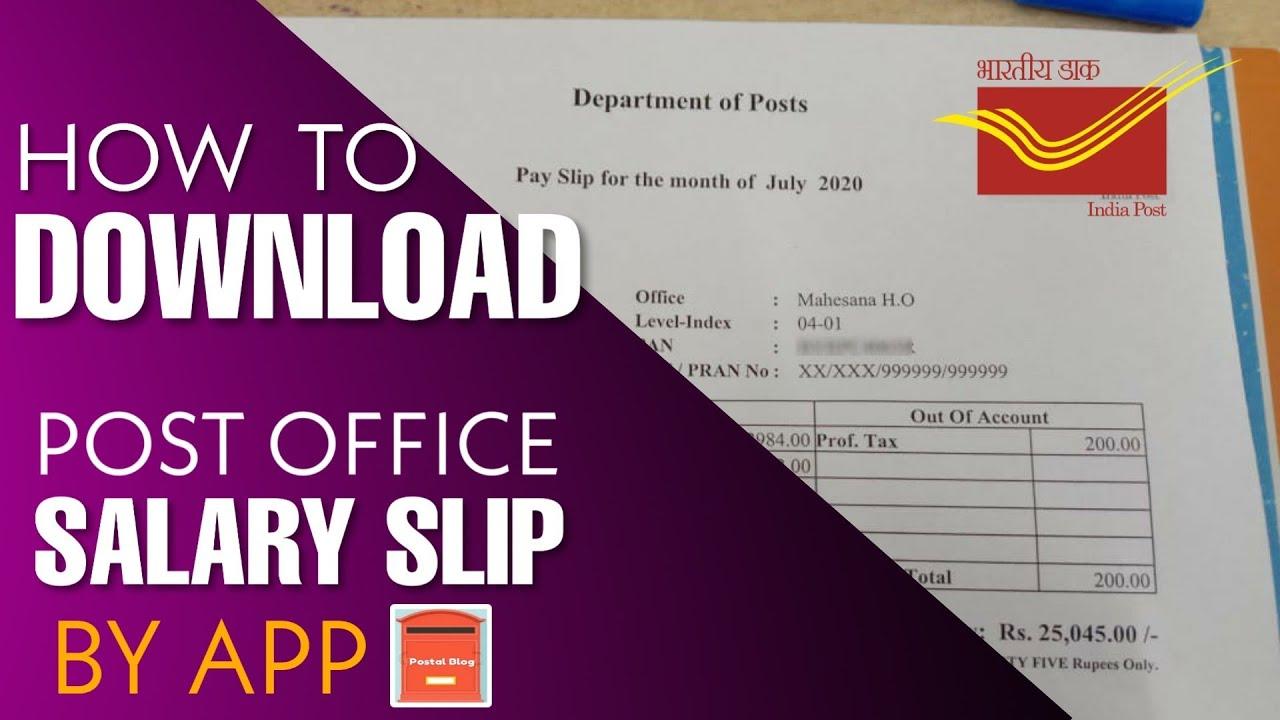 HOW TO
DOWNLOAD
POST OFFICE
SALARY SLIP
BY APP
Postal Blog
भारतीय डाक
India Post
Department of Posts
Pay Slip for the month of July 2020
Office : Mahesana H.O
Level-Index : 04-01
:
/ PRAN No : XX/XXX/999999/999999
Out Of Account
984.00 Prof. Tax 200.00
.00
Total 200.00
: Rs. 25,045.00 /-
TY FIVE Rupees Only.